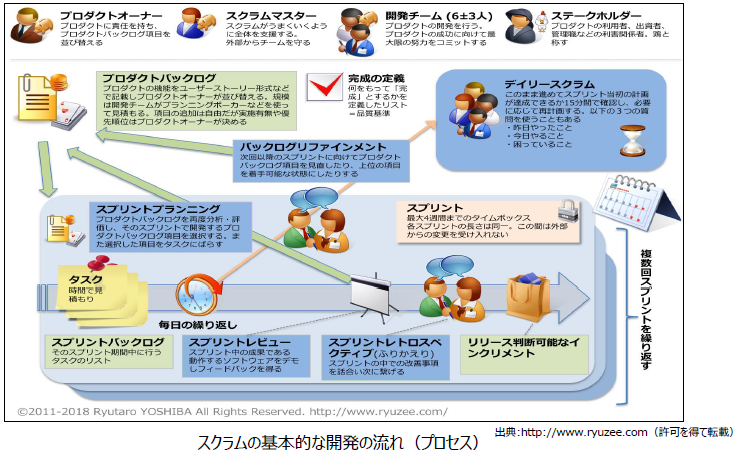 プロダクトオーナー
プロダクトに責任を持ち、
プロダクトバックログ項目を
並び替える
スクラムマスター
スクラムがうまくいくよう
に全体を支援する。
外部からチームを守る
開発チーム (6±3人)
プロダクトの開発を行う。
プロダクトの成功に向けて最
大限の努力をコミットする
ステークホルダー
プロダクトの利用者、出資者、
管理職などの利害関係者。鶏と
称す
プロダクトバックログ
プロダクトの機能をユーザーストーリー形式など
で記載しプロダクトオーナーが並び替える。規模
は開発チームがプランニングポーカーなどを使っ
て見積もる。項目の追加は自由だが実施有無や優
先順位はプロダクトオーナーが決める
完成の定義
何をもって「完
成」とするかを
定義したリスト
＝品質基準
デイリースクラム
このまま進めてスプリント当初の計画
が達成できるか15分間で確認し、必要
に応じて再計画する。以下の３つの質
問を使うこともある
・昨日やったこと
・今日やること
・困っていること
バックログリファインメント
次回以降のスプリントに向けてプロダクト
バックログ項目を見直したり、上位の項目
を着手可能な状態にしたりする
スプリントプランニング
プロダクトバックログを再度分析・評
価し、そのスプリントで開発するプロ
ダクトバックログ項目を選択する。ま
た選択した項目をタスクにばらす
スプリント
最大4週間までのタイムボックス
各スプリントの長さは同一。この間は外部
からの変更を受け入れない
タスク
時間で見
積もり
毎日の繰り返し
複数回スプリントを繰り返す
スプリントバックログ
そのスプリント期間中に行う
タスクのリスト
スプリントレビュー
スプリント中の成果である
動作するソフトウェアをデモ
しフィードバックを得る
スプリントレトロスペ
クティブ(ふりかえり)
スプリントの中での改善事項
を話合い次に繋げる
リリース判断可能なイ
ンクリメント
©2011-2018 Ryutaro YOSHIBA All Rights Reserved. http://www.ryuzee.com/
スクラムの基本的な開発の流れ（プロセス）
出典：http://www.ryuzee.com（許可を得て転載）